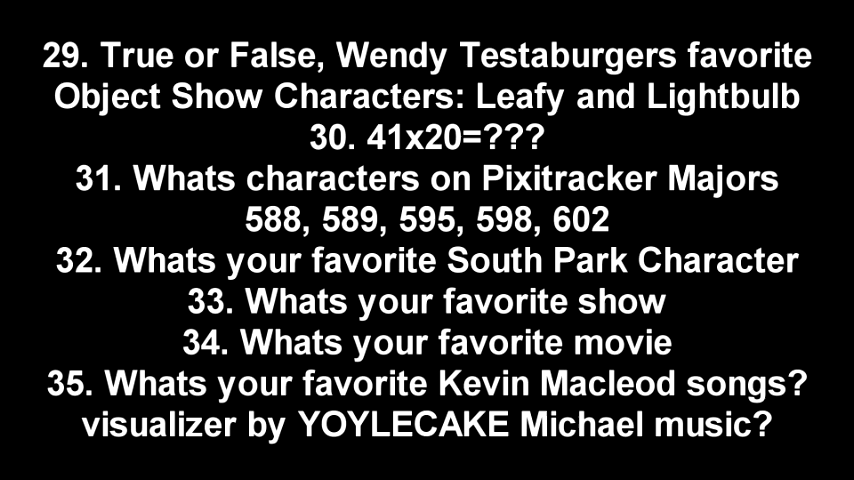 29. True or False, Wendy Testaburgers favorite
Object Show Characters: Leafy and Lightbulb
30. 41x20=???
31. Whats characters on Pixitracker Majors
588, 589, 595, 598, 602
32. Whats your favorite South Park Character
33. Whats your favorite show
34. Whats your favorite movie
35. Whats your favorite Kevin Macleod songs?
visualizer by YOYLECAKE Michael music?